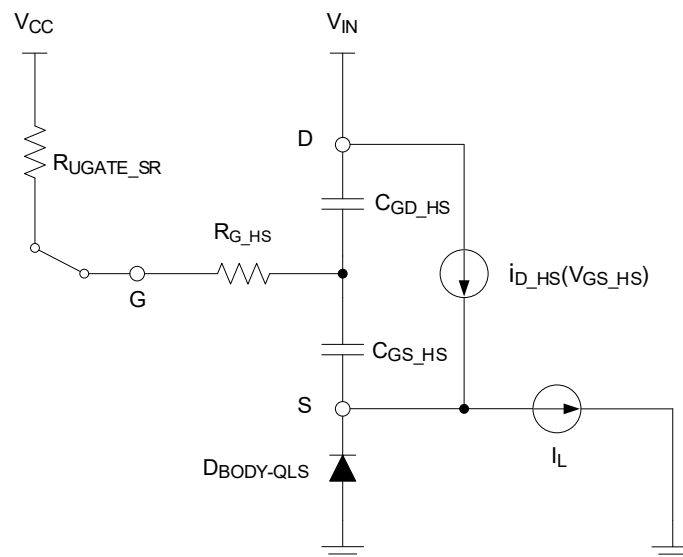 VCC
VIN
D
RUGATE_SR
CGD_HS
RG_HS
iD_HS(VGS_HS)
G
CGS_HS
S
DBODY-QLS
IL